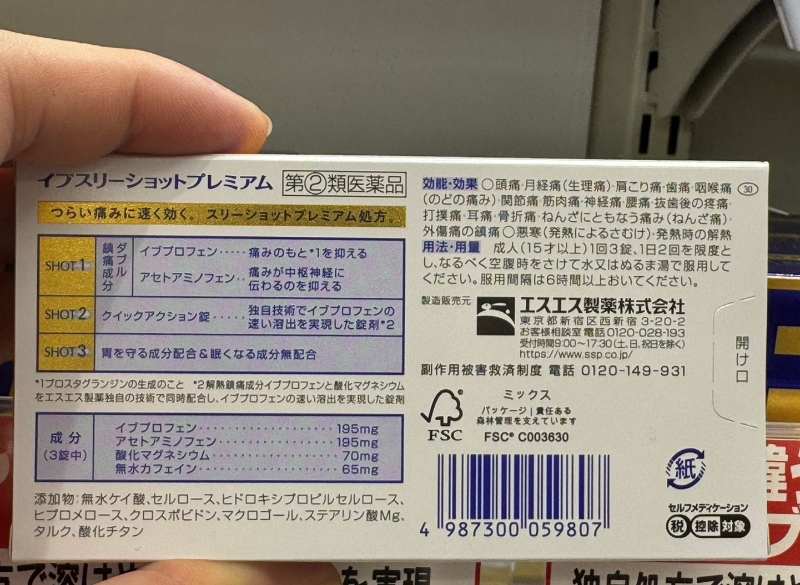 イブスリーショットプレミアム 第②類医薬品
つらい痛みに速く効く。スリーショットプレミアム処方。
SHOT1 ダブル鎮痛成分
イブプロフェン‥‥痛みのもと*1を抑える
アセトアミノフェン‥‥痛みが中枢神経に
伝わるのを抑える
SHOT2 クイックアクション錠‥‥独自技術でイブプロフェンの
速い溶出を実現した錠剤*2
SHOT3 胃を守る成分配合&眠くなる成分無配合
*1プロスタグランジンの生成のこと *2解熱鎮痛成分イブプロフェンと酸化マグネシウム
をエスエス製薬独自の技術で同時配合し、イブプロフェンの速い溶出を実現した錠剤
成分
(3錠中)
イブプロフェン‥‥‥‥195mg
アセトアミノフェン‥‥‥‥195mg
酸化マグネシウム‥‥‥‥70mg
無水カフェイン‥‥‥‥65mg
添加物:無水ケイ酸、セルロース、ヒドロキシプロピルセルロース、
ヒプロメロース、クロスポビドン、マクロゴール、ステアリン酸Mg、
タルク、酸化チタン
効能・効果 ○頭痛・月経痛(生理痛)・肩こり痛・歯痛・咽喉痛
(のどの痛み)・関節痛・筋肉痛・神経痛・腰痛・抜歯後の疼痛・
打撲痛・耳痛・骨折痛・ねんざにともなう痛み(ねんざ痛)・
外傷痛の鎮痛 ○悪寒(発熱によるさむけ)・発熱時の解熱
用法・用量 成人(15才以上)1回3錠、1日2回を限度と
し、なるべく空腹時をさけて水又はぬるま湯で服用して
ください。服用間隔は6時間以上おいてください。
30
製造販売元 エスエス製薬株式会社
東京都新宿区西新宿3-20-2
お客様相談室 電話0120-028-193
受付時間9:00〜17:30(土、日、祝日を除く)
https://www.ssp.co.jp/
副作用被害救済制度 電話 0120-149-931
開け口
FSC
ミックス
パッケージ|責任ある
森林管理を支えています
FSC® C003630
4 987300 059807
紙
セルフメディケーション
税 控除 対象
で溶け
を実現
独自処方で溶け